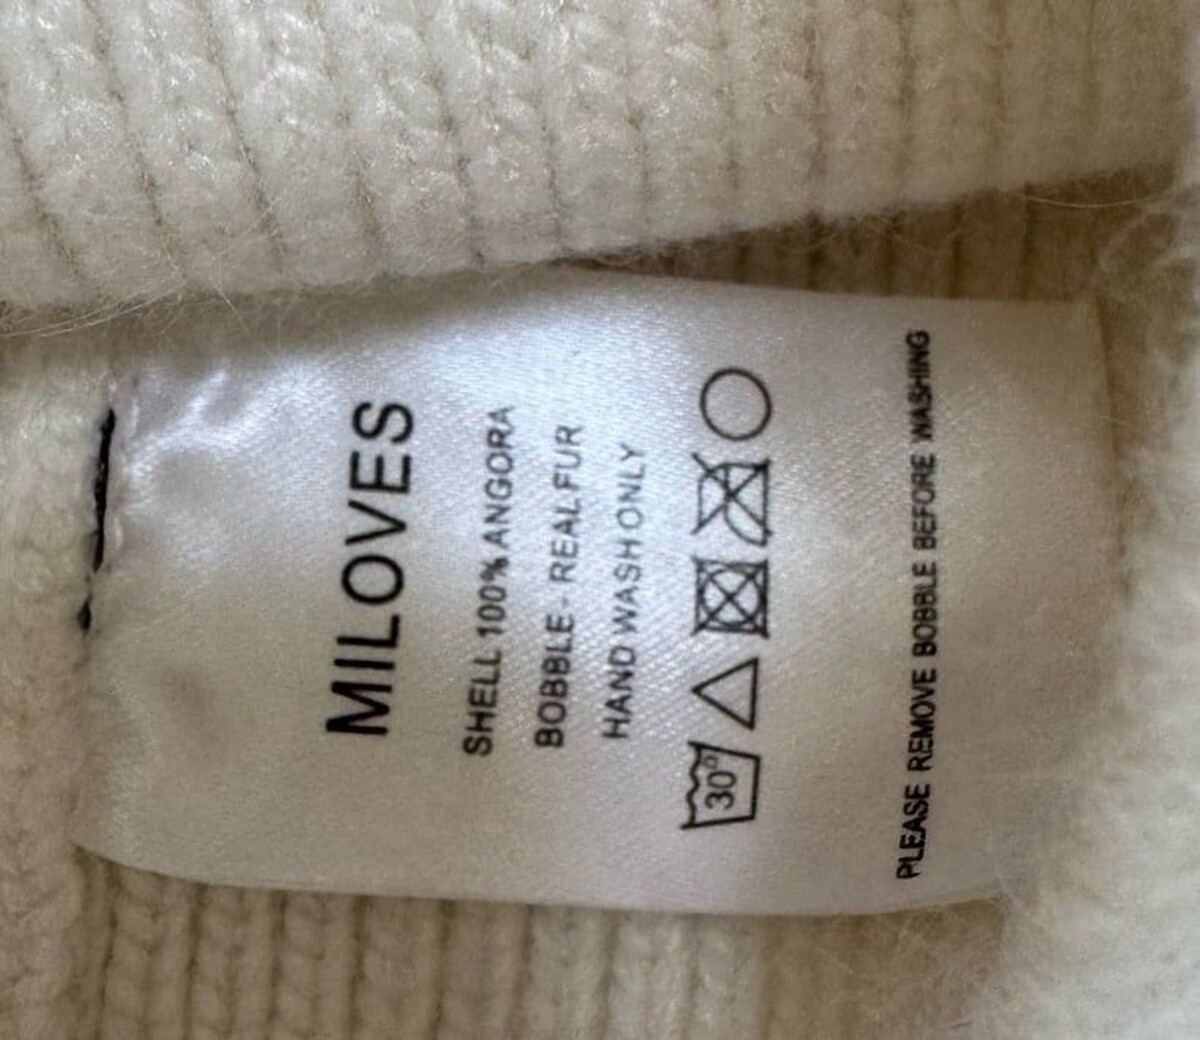 MILOVES
SHELL 100% ANGORA
BOBBLE - REAL FUR
HAND WASH ONLY
30°
PLEASE REMOVE BOBBLE BEFORE WASHING